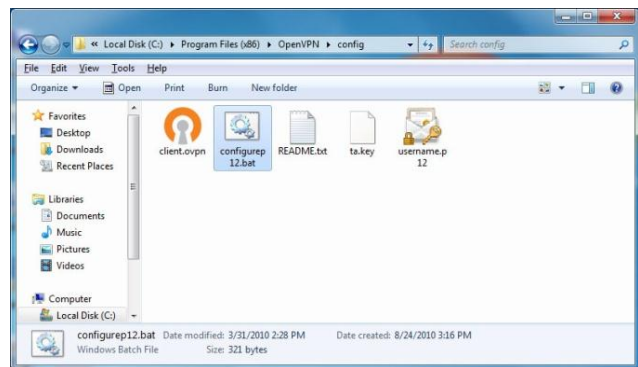 « Local Disk (C:) ▸ Program Files (x86) ▸ OpenVPN ▸ config
Search config
File Edit View Tools Help
Organize ▾ Open Print Burn New folder
Favorites
Desktop
Downloads
Recent Places
Libraries
Documents
Music
Pictures
Videos
Computer
Local Disk (C:)
client.ovpn
configurep
12.bat
README.txt
ta.key
username.p
12
configurep12.bat Date modified: 3/31/2010 2:28 PM Date created: 8/24/2010 3:16 PM
Windows Batch File Size: 321 bytes